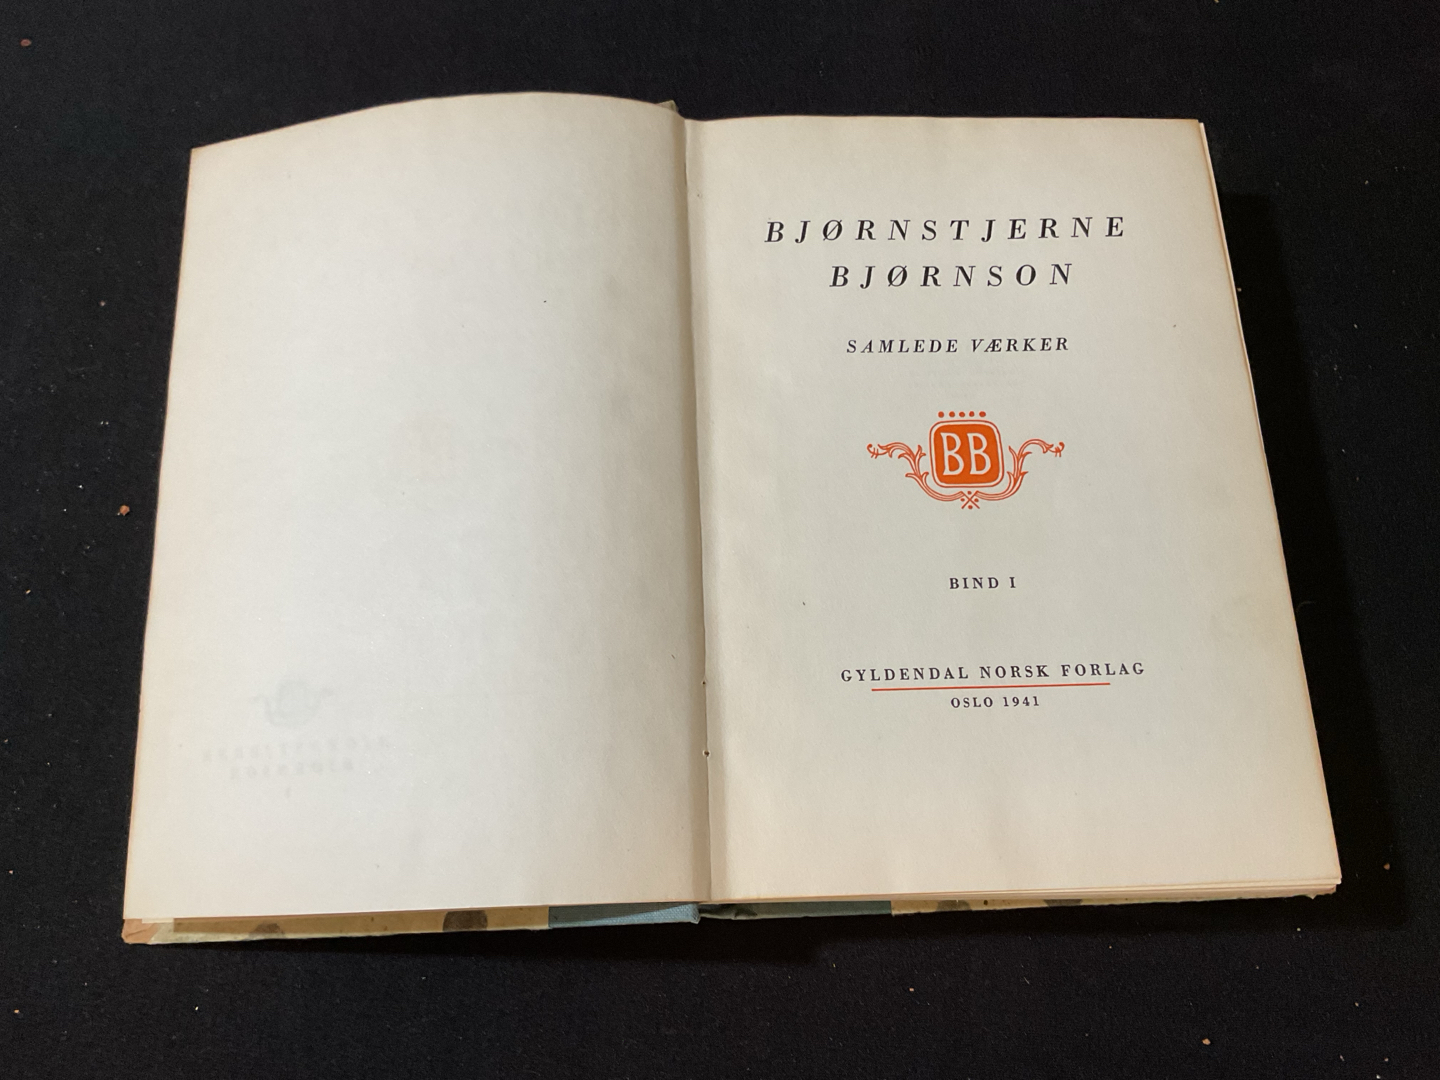 BJØRNSTJERNE
BJØRNSON
SAMLEDE VÆRKER
BB
BIND I
GYLDENDAL NORSK FORLAG
OSLO 1941